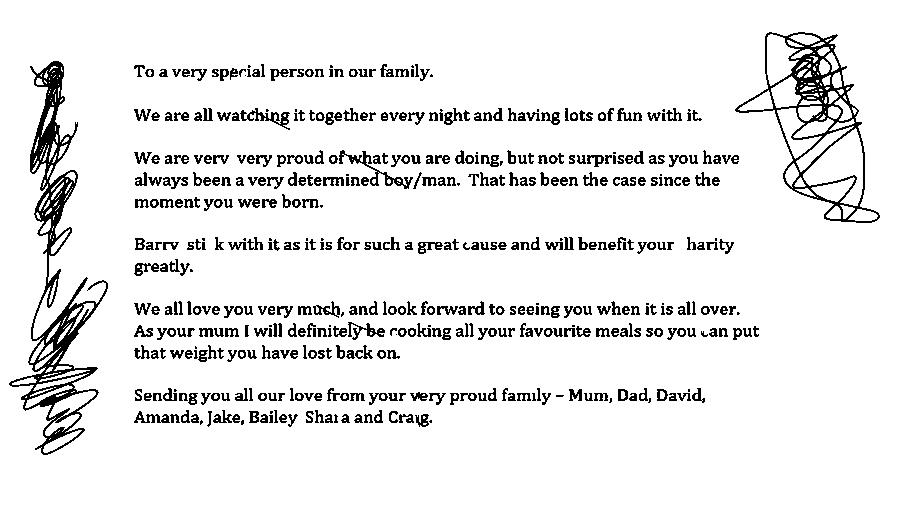 To a very special person in our family.
We are all watching it together every night and having lots of fun with it.
We are very very proud of what you are doing, but not surprised as you have
always been a very determined boy/man. That has been the case since the
moment you were born.
Barry stick with it as it is for such a great cause and will benefit your charity
greatly.
We all love you very much, and look forward to seeing you when it is all over.
As your mum I will definitely be cooking all your favourite meals so you can put
that weight you have lost back on.
Sending you all our love from your very proud family – Mum, Dad, David,
Amanda, Jake, Bailey and Craig.